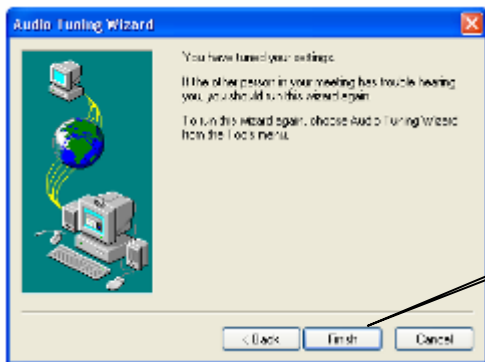 Audio Tuning Wizard
You have tuned your settings.
If the other person in your meeting has trouble hearing
you, you should run this wizard again.
To run this wizard again, choose Audio Tuning Wizard
from the Tools menu.
< Back
Finish
Cancel